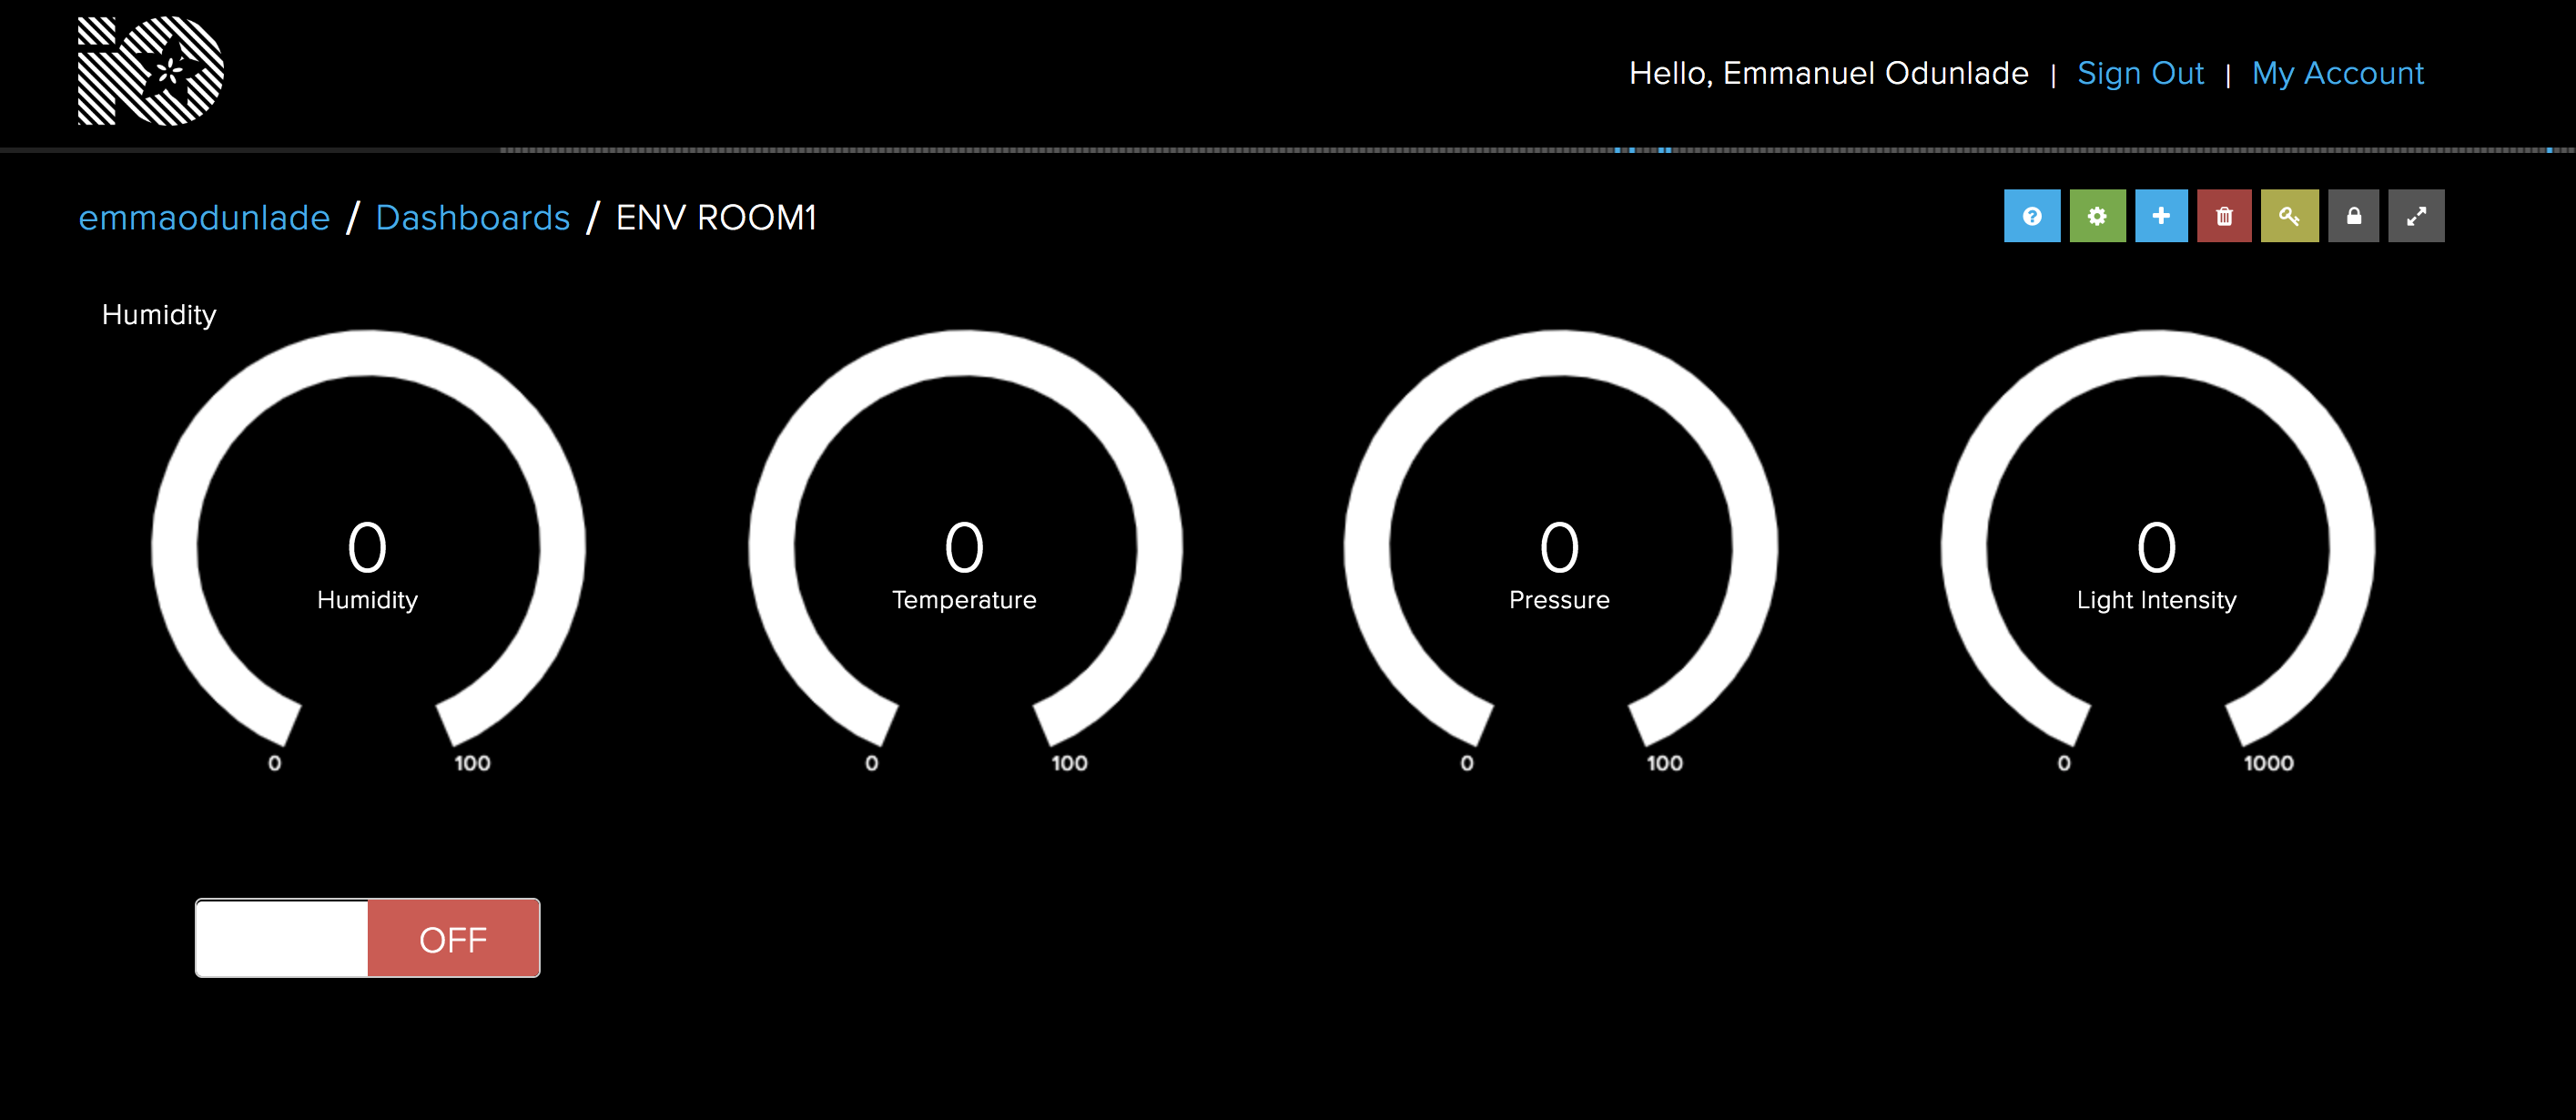 iO
Hello, Emmanuel Odunlade | Sign Out | My Account
emmaodunlade / Dashboards / ENV ROOM1
Humidity
0 0 0 0
Humidity Temperature Pressure Light Intensity
0 100 0 100 0 100 0 1000
OFF